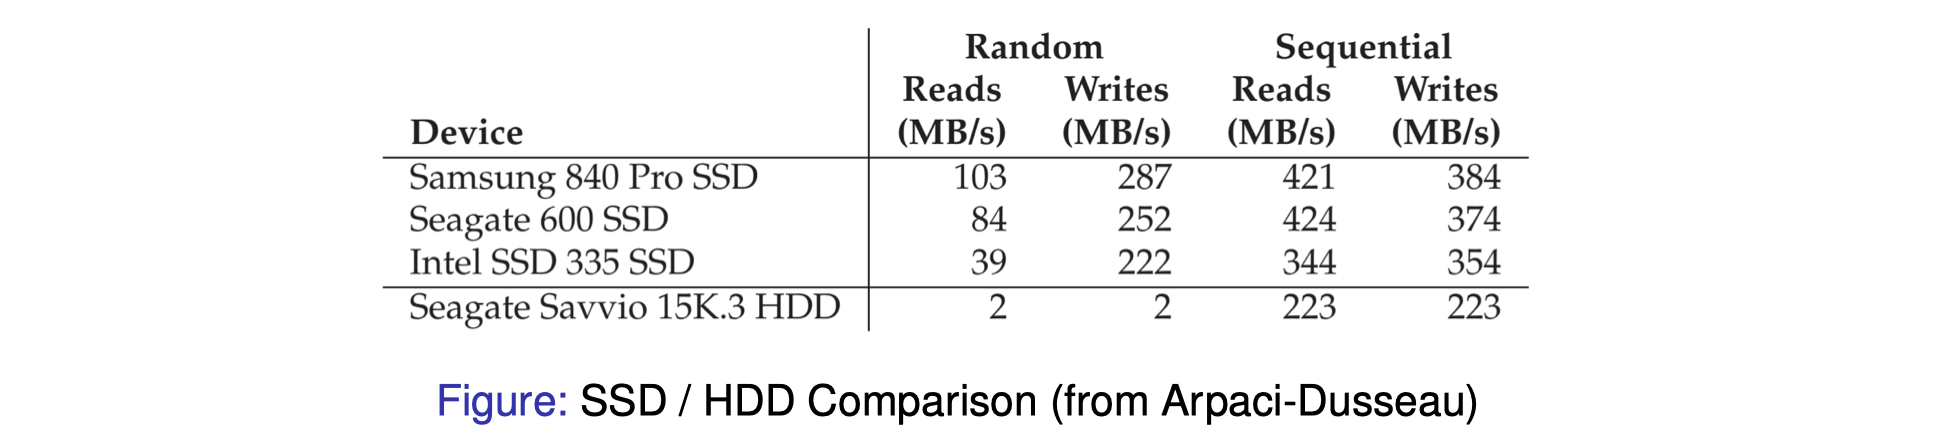 Random Sequential
Reads Writes Reads Writes
Device (MB/s) (MB/s) (MB/s) (MB/s)
Samsung 840 Pro SSD 103 287 421 384
Seagate 600 SSD 84 252 424 374
Intel SSD 335 SSD 39 222 344 354
Seagate Savvio 15K.3 HDD 2 2 223 223
Figure: SSD / HDD Comparison (from Arpaci-Dusseau)